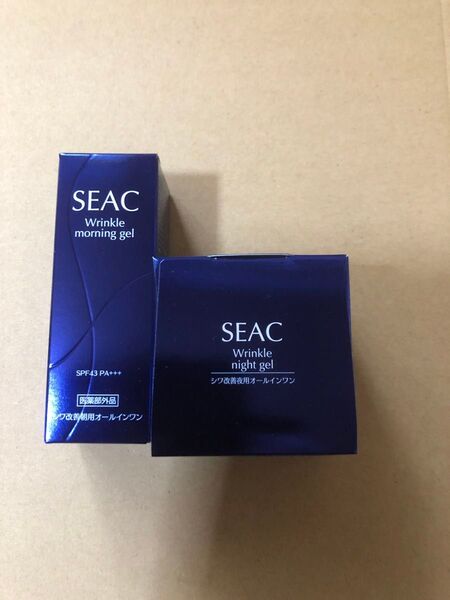 SEAC
Wrinkle
morning gel
SPF43 PA+++
医薬部外品
シワ改善朝用オールインワン
SEAC
Wrinkle
night gel
シワ改善夜用オールインワン